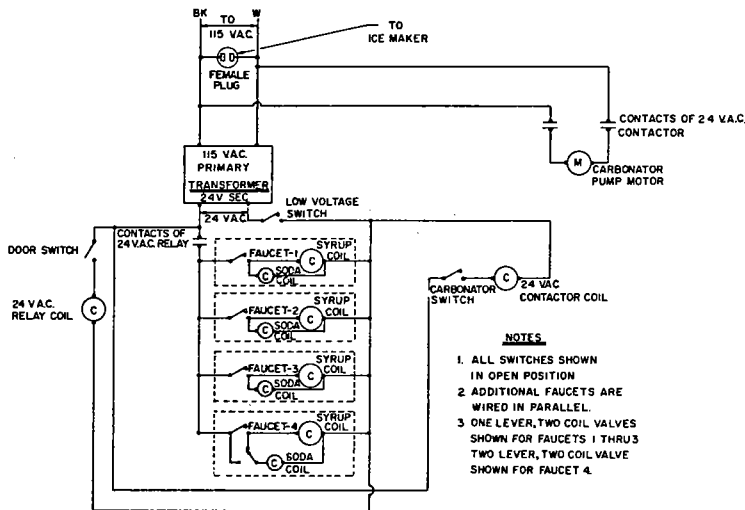 BK TO W
115 V.A.C.
TO
ICE MAKER
FEMALE
PLUG
CONTACTS OF 24 V.A.C.
CONTACTOR
M
CARBONATOR
PUMP MOTOR
115 V.A.C.
PRIMARY
TRANSFORMER
24V SEC.
24 V.A.C.
LOW VOLTAGE
SWITCH
CONTACTS OF
24 V.A.C. RELAY
DOOR SWITCH
24 V.A.C.
RELAY COIL
C
FAUCET-1
SYRUP
COIL
C
C
SODA
COIL
FAUCET-2
SYRUP
COIL
C
C
SODA
COIL
FAUCET-3
SYRUP
COIL
C
C
SODA
COIL
FAUCET-4
SYRUP
COIL
C
C
SODA
COIL
CARBONATOR
SWITCH
C
24 VAC
CONTACTOR COIL
NOTES
1. ALL SWITCHES SHOWN
IN OPEN POSITION
2 ADDITIONAL FAUCETS ARE
WIRED IN PARALLEL.
3 ONE LEVER, TWO COIL VALVES
SHOWN FOR FAUCETS 1 THRU 3
TWO LEVER, TWO COIL VALVE
SHOWN FOR FAUCET 4.